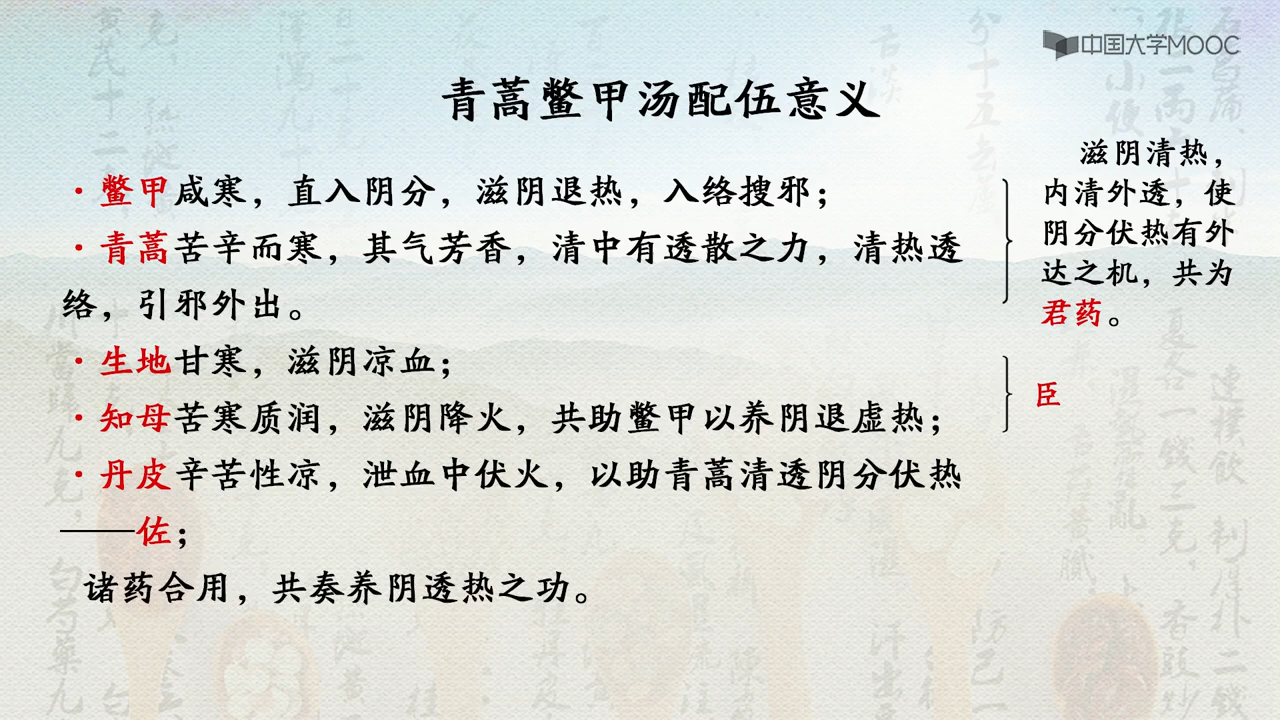 中国大学MOOC
青蒿鳖甲汤配伍意义
·鳖甲咸寒，直入阴分，滋阴退热，入络搜邪；
·青蒿苦辛而寒，其气芳香，清中有透散之力，清热透
络，引邪外出。
滋阴清热，
内清外透，使
阴分伏热有外
达之机，共为
君药。
·生地甘寒，滋阴凉血；
·知母苦寒质润，滋阴降火，共助鳖甲以养阴退虚热；
臣
·丹皮辛苦性凉，泄血中伏火，以助青蒿清透阴分伏热
——佐；
诸药合用，共奏养阴透热之功。